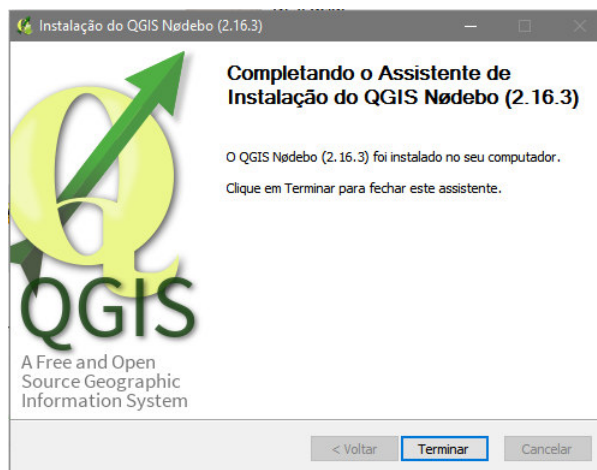 Instalação do QGIS Nødebo (2.16.3)
Completando o Assistente de
Instalação do QGIS Nødebo (2.16.3)
O QGIS Nødebo (2.16.3) foi instalado no seu computador.
Clique em Terminar para fechar este assistente.
QGIS
A Free and Open
Source Geographic
Information System
< Voltar
Terminar
Cancelar